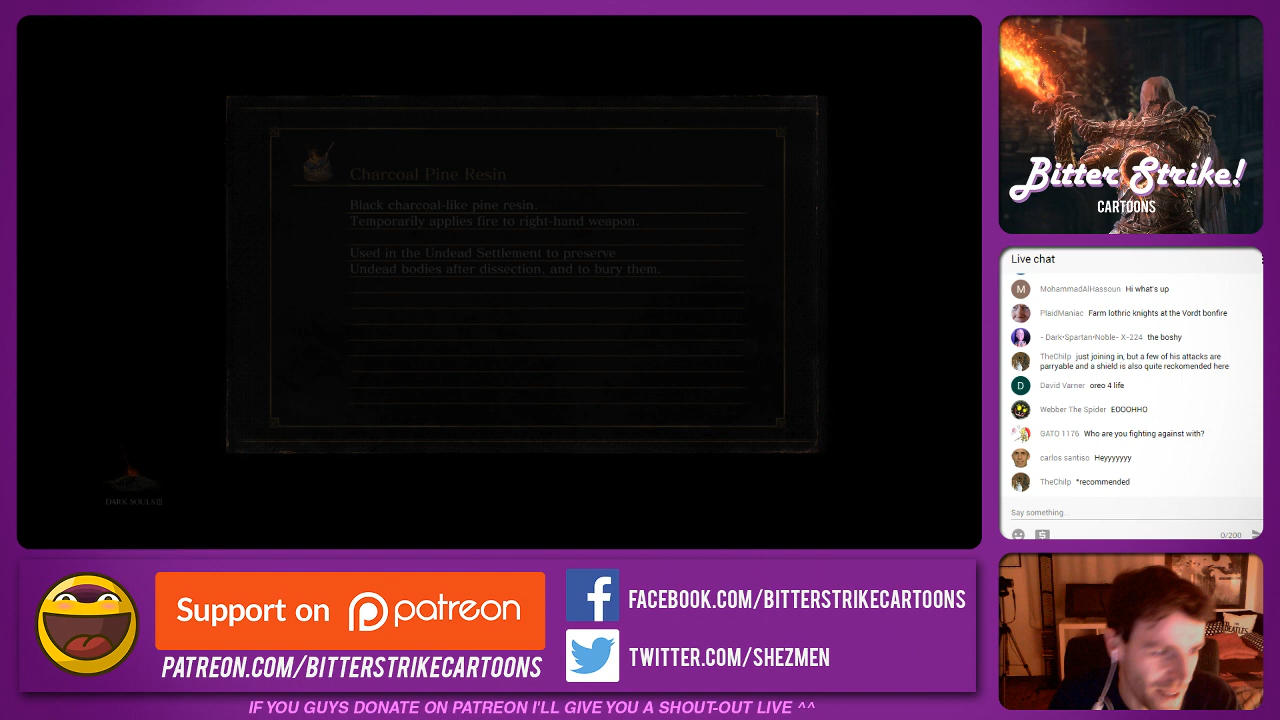 Charcoal Pine Resin
Black charcoal-like pine resin.
Temporarily applies fire to right-hand weapon.
Used in the Undead Settlement to preserve
Undead bodies after dissection, and to bury them.
DARK SOULS III
Bitter Strike!
CARTOONS
Live chat
M MohammadAlHassoun Hi what's up
PlaidManiac Farm lothric knights at the Vordt bonfire
- Dark•Spartan•Noble- X-224 the boshy
TheChilp just joining in, but a few of his attacks are
parryable and a shield is also quite reckomended here
D David Varner oreo 4 life
Webber The Spider EOOOHHO
GATO 1176 Who are you fighting against with?
carlos santiso Heyyyyyyy
TheChilp *recommended
Say something...
0/200
Support on patreon
PATREON.COM/BITTERSTRIKECARTOONS
FACEBOOK.COM/BITTERSTRIKECARTOONS
TWITTER.COM/SHEZMEN
IF YOU GUYS DONATE ON PATREON I'LL GIVE YOU A SHOUT-OUT LIVE ^^